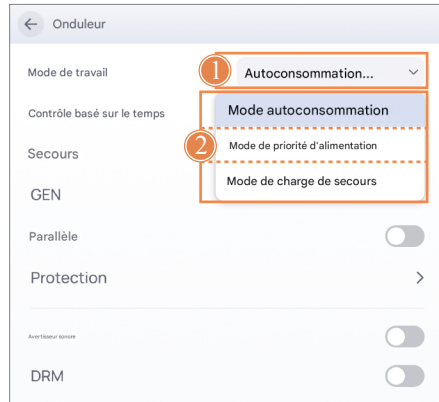 Onduleur
Mode de travail
1
Autoconsommation...
Contrôle basé sur le temps
Mode autoconsommation
2
Mode de priorité d'alimentation
Secours
Mode de charge de secours
GEN
Parallèle
Protection
Avertisseur sonore
DRM